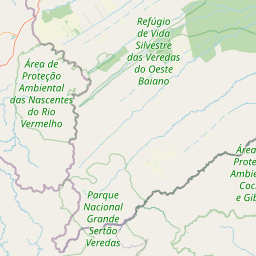 Refúgio
de Vida
Silvestre
das Veredas
do Oeste
Baiano
Área de
Proteção
Ambiental
das Nascentes
do Rio
Vermelho
Área
Prote
Ambie
Coc
e Gib
Parque
Nacional
Grande
Sertão
Veredas